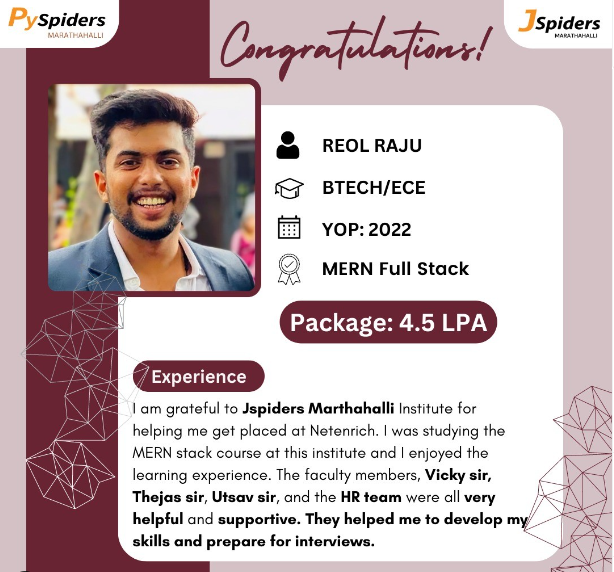 PySpiders
MARATHAHALLI
JSpiders
MARATHAHALLI
Congratulations!
REOL RAJU
BTECH/ECE
YOP: 2022
MERN Full Stack
Package: 4.5 LPA
Experience
I am grateful to Jspiders Marthahalli Institute for
helping me get placed at Netenrich. I was studying the
MERN stack course at this institute and I enjoyed the
learning experience. The faculty members, Vicky sir,
Thejas sir, Utsav sir, and the HR team were all very
helpful and supportive. They helped me to develop my
skills and prepare for interviews.